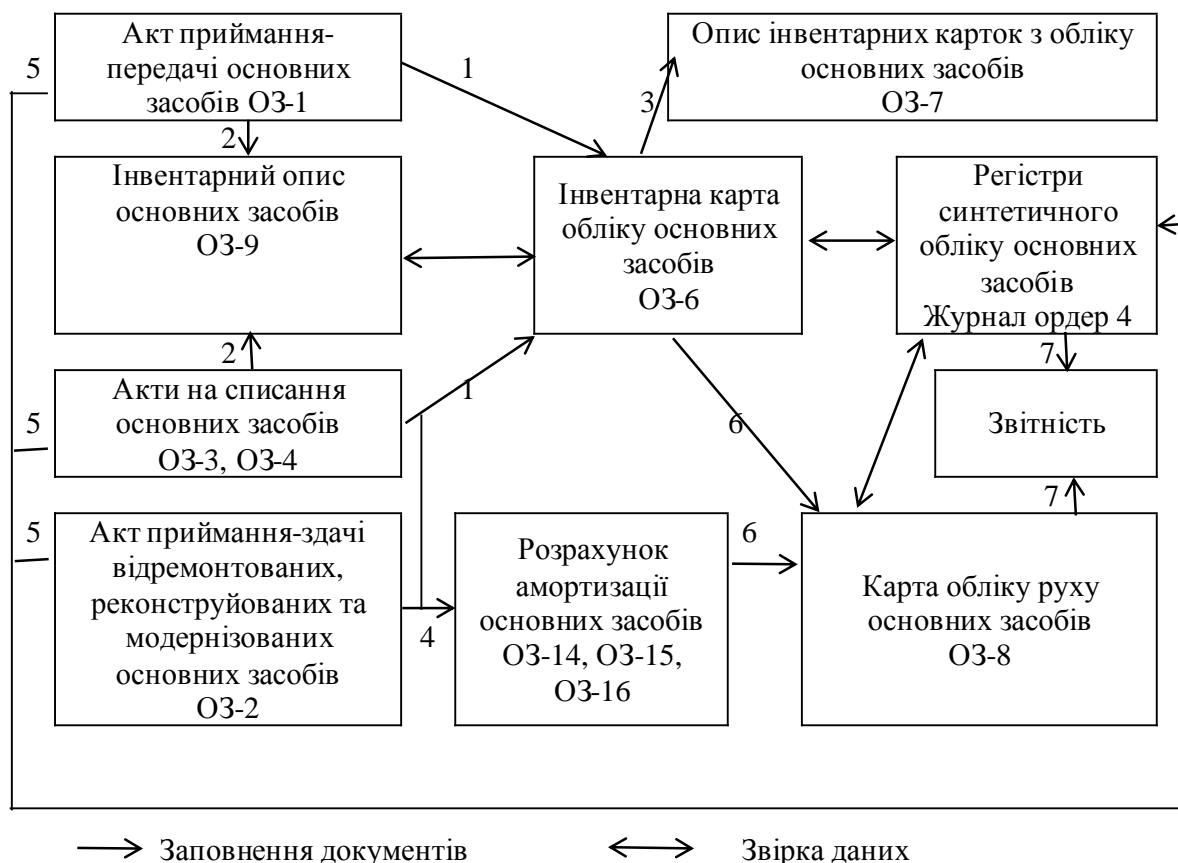 5
Акт приймання-
передачі основних
засобів ОЗ-1
1
Опис інвентарних карток з обліку
основних засобів
ОЗ-7
3
2
Інвентарний опис
основних засобів
ОЗ-9
Інвентарна карта
обліку основних
засобів
ОЗ-6
Регістри
синтетичного
обліку основних
засобів
Журнал ордер 4
2
1
7
5
Акти на списання
основних засобів
ОЗ-3, ОЗ-4
6
Звітність
7
5
Акт приймання-здачі
відремонтованих,
реконструйованих та
модернізованих
основних засобів
ОЗ-2
4
Розрахунок
амортизації
основних засобів
ОЗ-14, ОЗ-15,
ОЗ-16
6
Карта обліку руху
основних засобів
ОЗ-8
Заповнення документів
Звірка даних